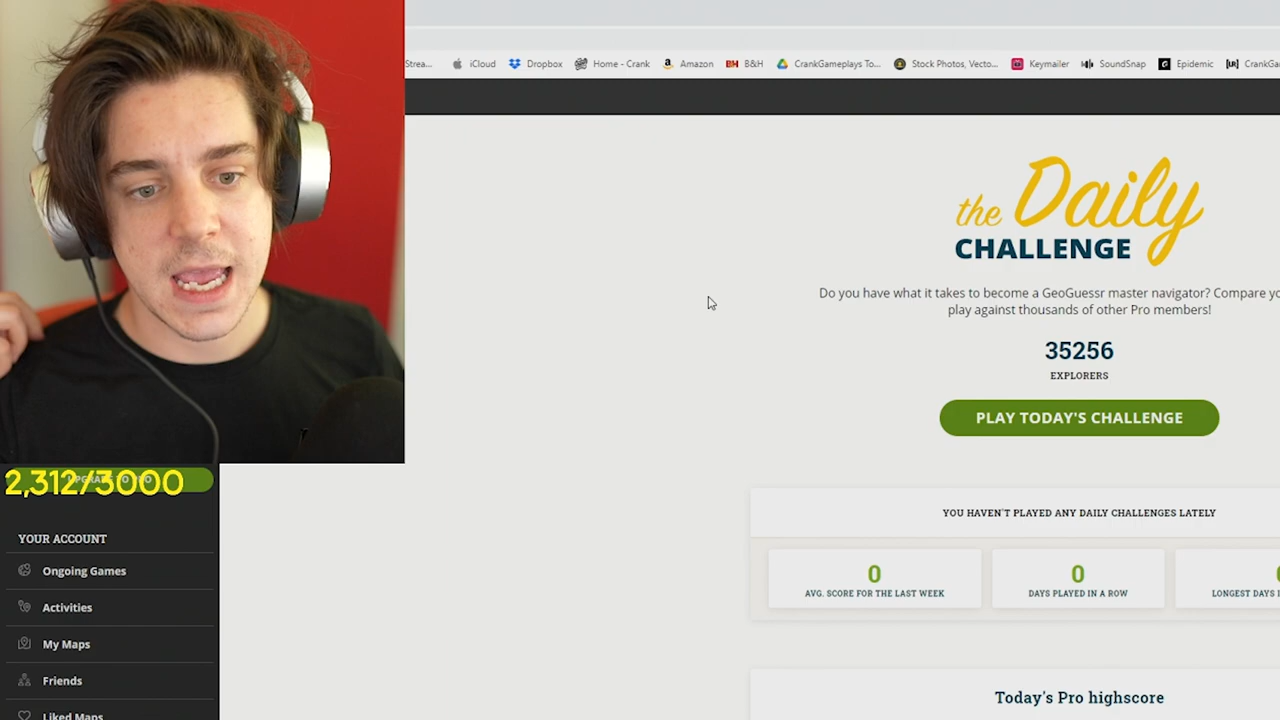 Strea... iCloud Dropbox Home - Crank Amazon BH B&H CrankGameplays To... Stock Photos, Vecto... Keymailer SoundSnap Epidemic CrankGa
the Daily
CHALLENGE
Do you have what it takes to become a GeoGuessr master navigator? Compare yo
play against thousands of other Pro members!
35256
EXPLORERS
PLAY TODAY'S CHALLENGE
2,312/3000
YOU HAVEN'T PLAYED ANY DAILY CHALLENGES LATELY
YOUR ACCOUNT
Ongoing Games
Activities
My Maps
Friends
Liked Maps
0
AVG. SCORE FOR THE LAST WEEK
0
DAYS PLAYED IN A ROW
LONGEST DAYS I
Today's Pro highscore